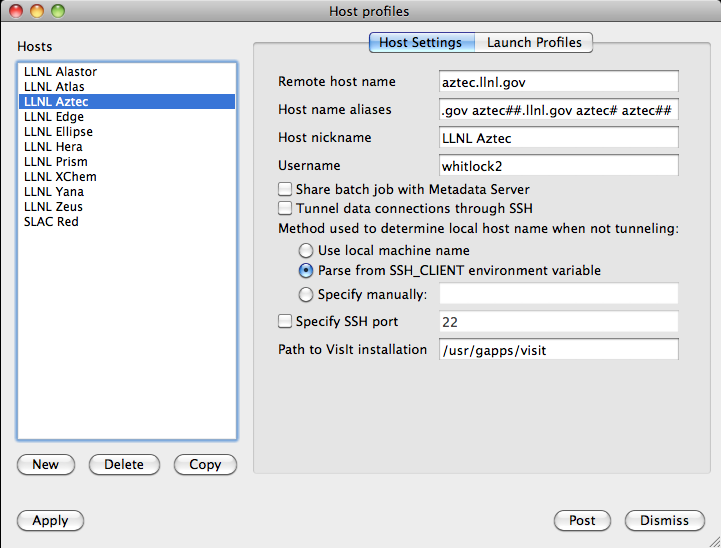 Host profiles
Hosts
LLNL Alastor
LLNL Atlas
LLNL Aztec
LLNL Edge
LLNL Ellipse
LLNL Hera
LLNL Prism
LLNL XChem
LLNL Yana
LLNL Zeus
SLAC Red
New Delete Copy
Host Settings Launch Profiles
Remote host name aztec.llnl.gov
Host name aliases .gov aztec##.llnl.gov aztec# aztec##
Host nickname LLNL Aztec
Username whitlock2
Share batch job with Metadata Server
Tunnel data connections through SSH
Method used to determine local host name when not tunneling:
Use local machine name
Parse from SSH_CLIENT environment variable
Specify manually:
Specify SSH port 22
Path to VisIt installation /usr/gapps/visit
Apply Post Dismiss